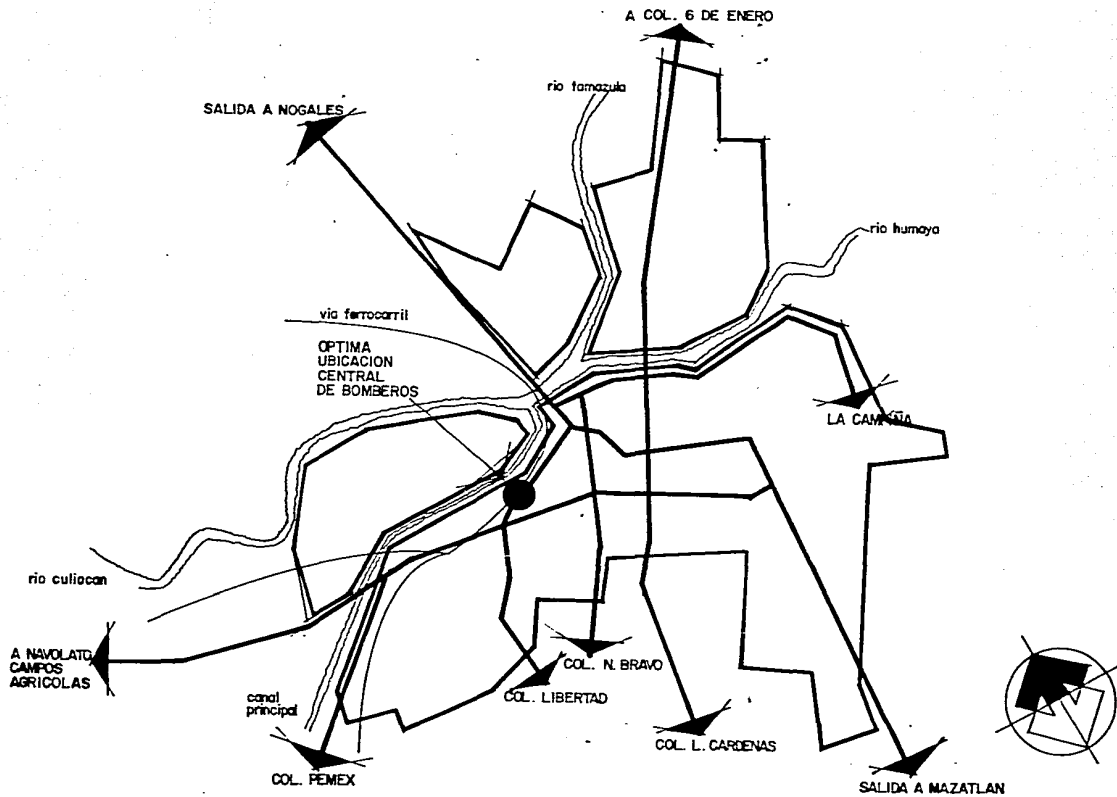 A COL. 6 DE ENERO
rio tamazula
SALIDA A NOGALES
rio humaya
via ferrocarril
OPTIMA
UBICACION
CENTRAL
DE BOMBEROS
LA CAMPIÑA
rio culiacan
A NAVOLATO
CAMPOS
AGRICOLAS
COL. N. BRAVO
COL. LIBERTAD
canal
principal
COL. L. CARDENAS
COL. PEMEX
SALIDA A MAZATLAN